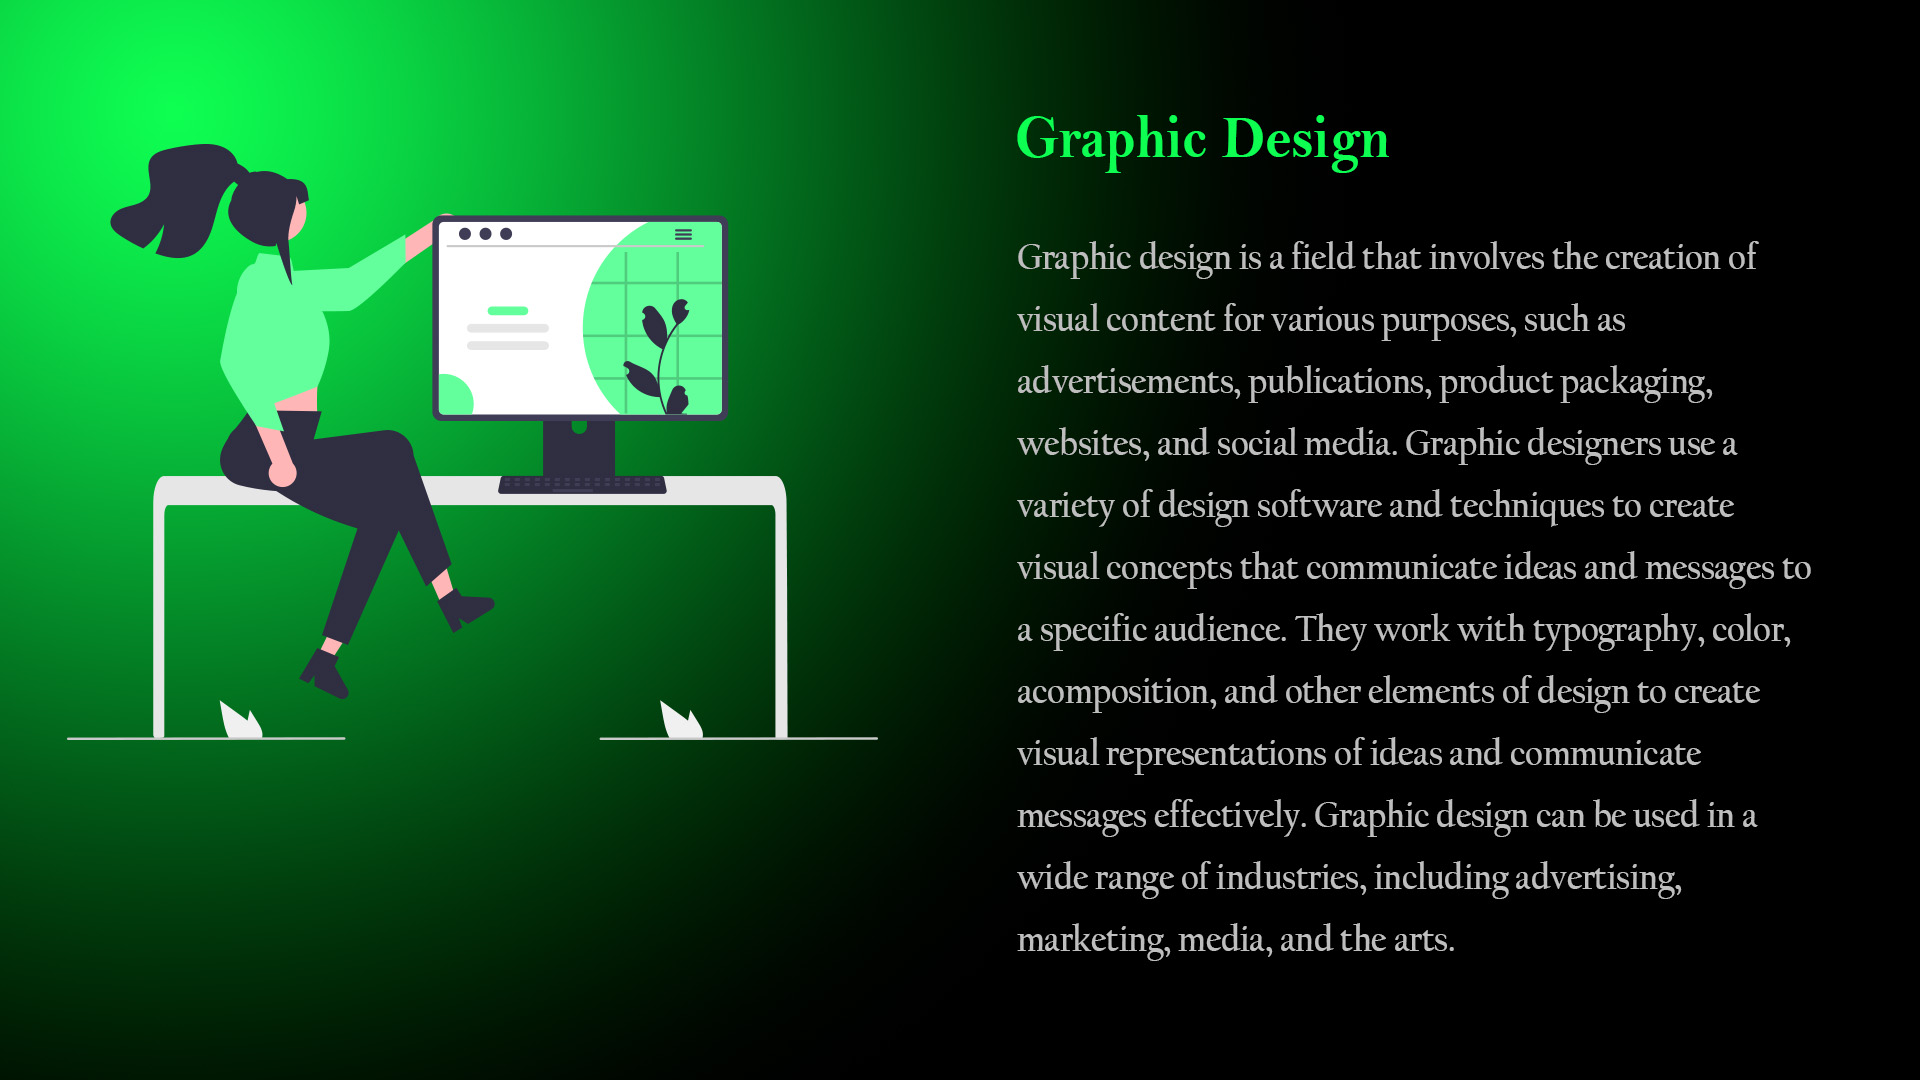 Graphic Design
Graphic design is a field that involves the creation of
visual content for various purposes, such as
advertisements, publications, product packaging,
websites, and social media. Graphic designers use a
variety of design software and techniques to create
visual concepts that communicate ideas and messages to
a specific audience. They work with typography, color,
acomposition, and other elements of design to create
visual representations of ideas and communicate
messages effectively. Graphic design can be used in a
wide range of industries, including advertising,
marketing, media, and the arts.